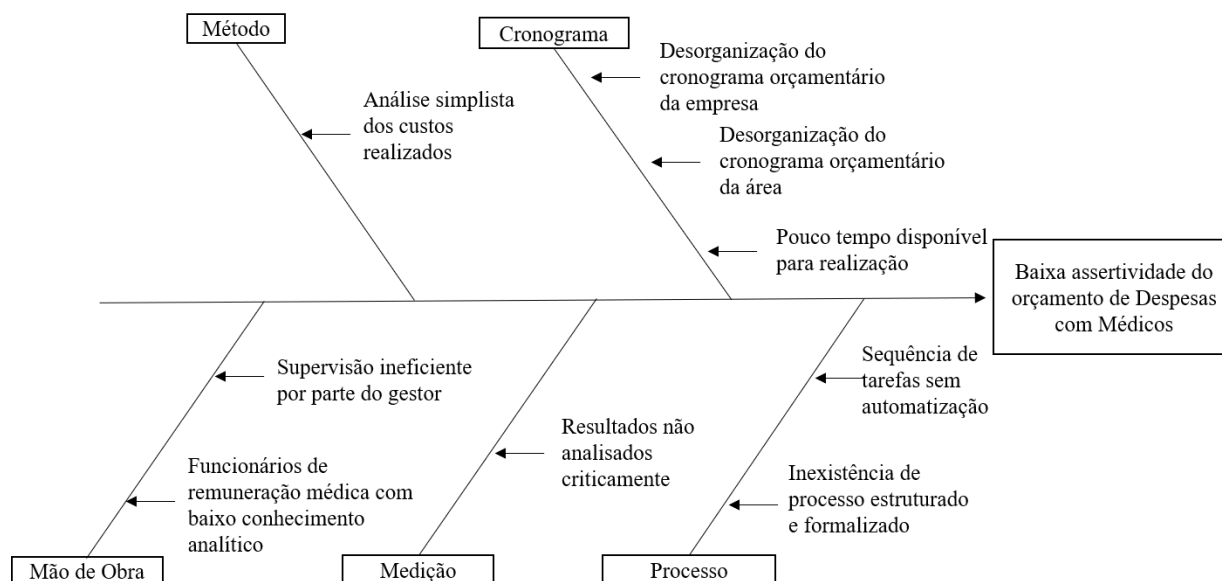 Método
Cronograma
Desorganização do
cronograma orçamentário
da empresa
Análise simplista
dos custos
realizados
Desorganização do
cronograma orçamentário
da área
Pouco tempo disponível
para realização
Baixa assertividade do
orçamento de Despesas
com Médicos
Supervisão ineficiente
por parte do gestor
Funcionários de
remuneração médica com
baixo conhecimento
analítico
Resultados não
analisados
criticamente
Sequência de
tarefas sem
automatização
Inexistência de
processo estruturado
e formalizado
Mão de Obra
Medição
Processo